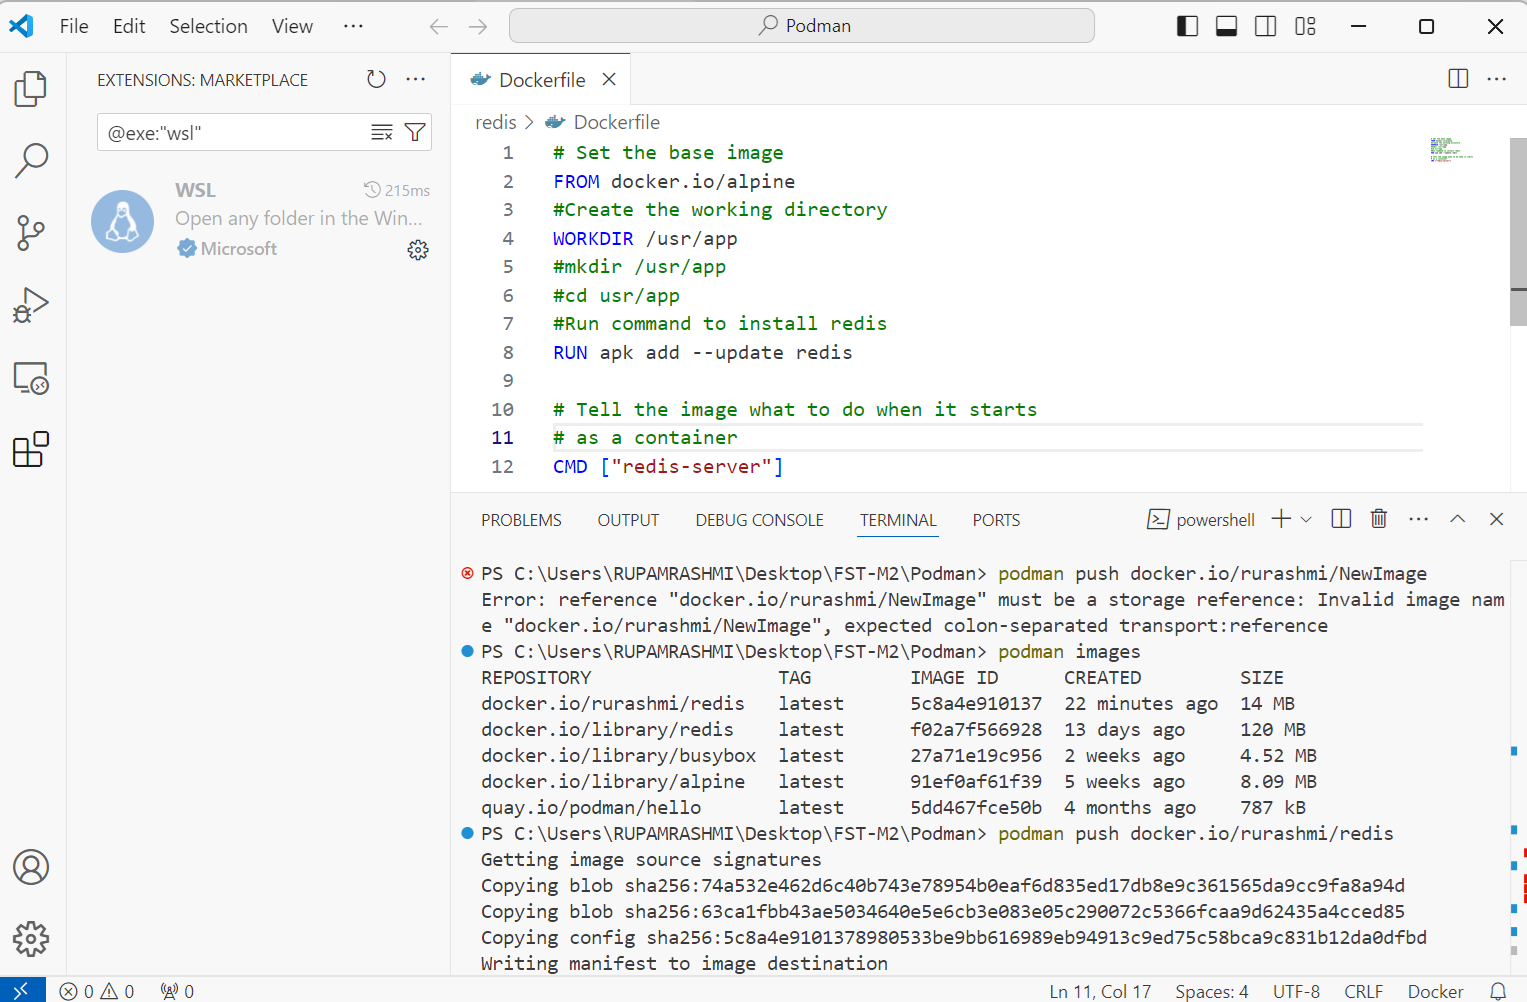 File Edit Selection View ··· Podman
EXTENSIONS: MARKETPLACE
@exe:"wsl"
WSL 215ms
Open any folder in the Win...
Microsoft
Dockerfile
redis > Dockerfile
1 # Set the base image
2 FROM docker.io/alpine
3 #Create the working directory
4 WORKDIR /usr/app
5 #mkdir /usr/app
6 #cd usr/app
7 #Run command to install redis
8 RUN apk add --update redis
9
10 # Tell the image what to do when it starts
11 # as a container
12 CMD ["redis-server"]
PROBLEMS OUTPUT DEBUG CONSOLE TERMINAL PORTS powershell
PS C:\Users\RUPAMRASHMI\Desktop\FST-M2\Podman> podman push docker.io/rurashmi/NewImage
Error: reference "docker.io/rurashmi/NewImage" must be a storage reference: Invalid image nam
e "docker.io/rurashmi/NewImage", expected colon-separated transport:reference
PS C:\Users\RUPAMRASHMI\Desktop\FST-M2\Podman> podman images
REPOSITORY TAG IMAGE ID CREATED SIZE
docker.io/rurashmi/redis latest 5c8a4e910137 22 minutes ago 14 MB
docker.io/library/redis latest f02a7f566928 13 days ago 120 MB
docker.io/library/busybox latest 27a71e19c956 2 weeks ago 4.52 MB
docker.io/library/alpine latest 91ef0af61f39 5 weeks ago 8.09 MB
quay.io/podman/hello latest 5dd467fce50b 4 months ago 787 kB
PS C:\Users\RUPAMRASHMI\Desktop\FST-M2\Podman> podman push docker.io/rurashmi/redis
Getting image source signatures
Copying blob sha256:74a532e462d6c40b743e78954b0eaf6d835ed17db8e9c361565da9cc9fa8a94d
Copying blob sha256:63ca1fbb43ae5034640e5e6cb3e083e05c290072c5366fcaa9d62435a4cced85
Copying config sha256:5c8a4e9101378980533be9bb616989eb94913c9ed75c58bca9c831b12da0dfbd
Writing manifest to image destination
0 0 0 Ln 11, Col 17 Spaces: 4 UTF-8 CRLF Docker